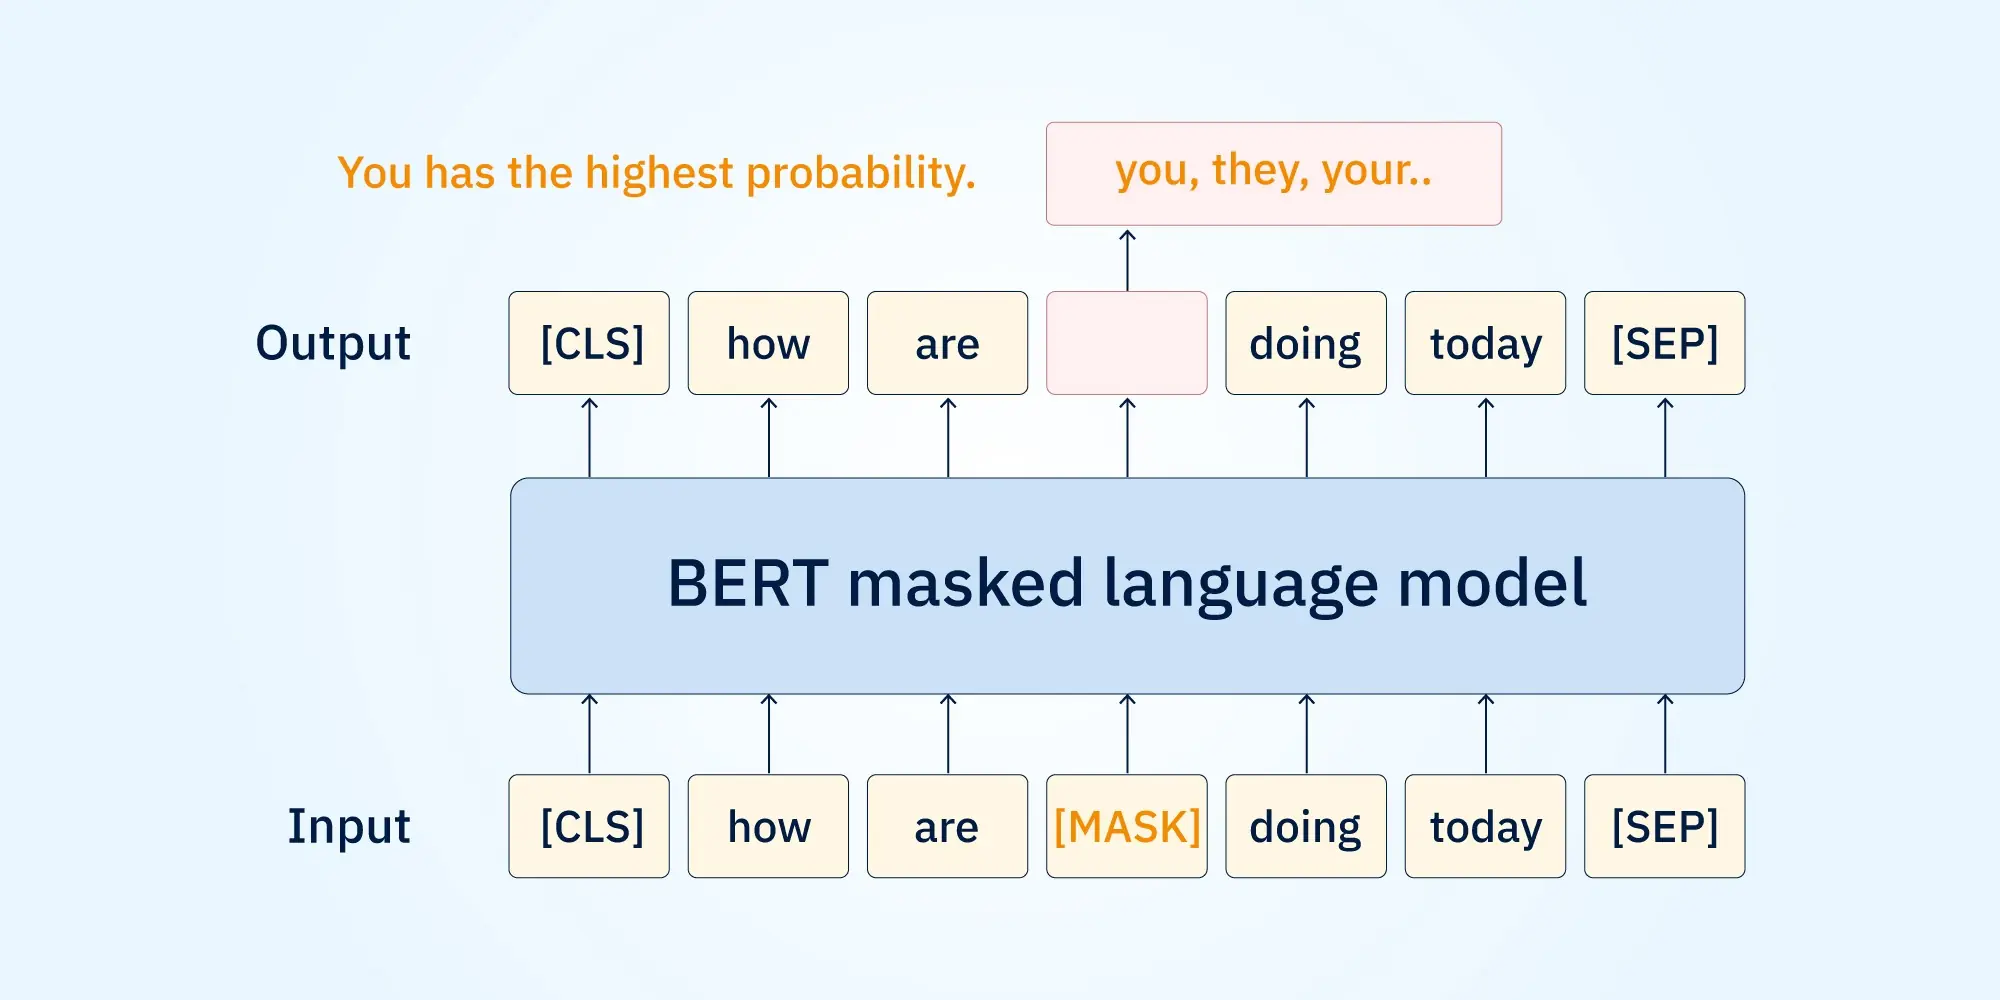 You has the highest probability.
you, they, your..
Output
[CLS] how are doing today [SEP]
BERT masked language model
Input
[CLS] how are [MASK] doing today [SEP]